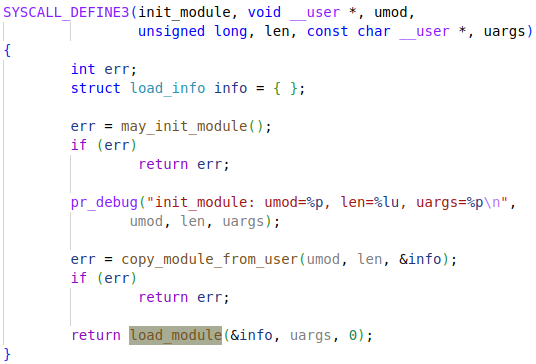 SYSCALL_DEFINE3(init_module, void __user *, umod,
unsigned long, len, const char __user *, uargs)
{
int err;
struct load_info info = { };
err = may_init_module();
if (err)
return err;
pr_debug("init_module: umod=%p, len=%lu, uargs=%p\n",
umod, len, uargs);
err = copy_module_from_user(umod, len, &info);
if (err)
return err;
return load_module(&info, uargs, 0);
}